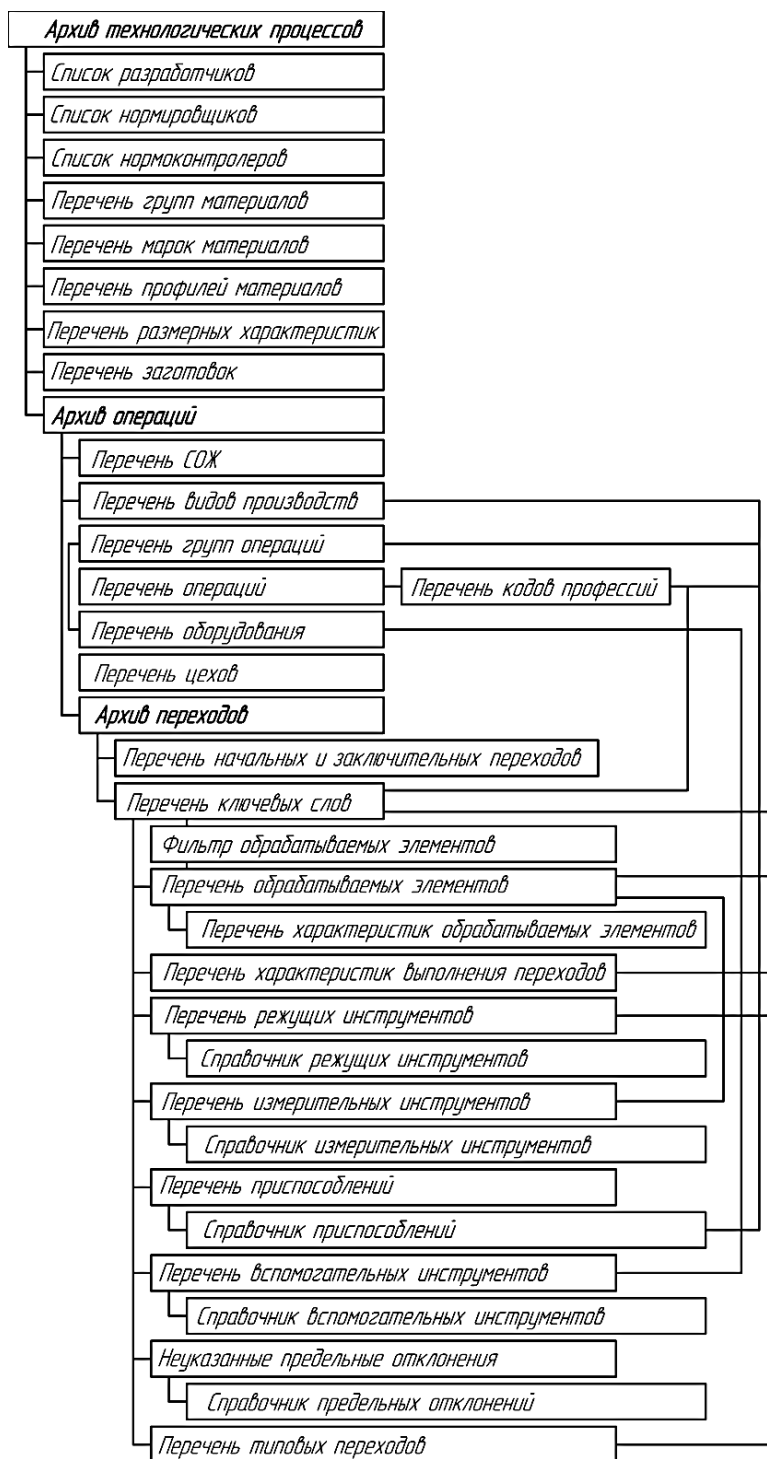 Архив технологических процессов
Список разработчиков
Список нормировщиков
Список нормоконтролеров
Перечень групп материалов
Перечень марок материалов
Перечень профилей материалов
Перечень размерных характеристик
Перечень заготовок
Архив операций
Перечень СОЖ
Перечень видов производств
Перечень групп операций
Перечень операций
Перечень кодов профессий
Перечень оборудования
Перечень цехов
Архив переходов
Перечень начальных и заключительных переходов
Перечень ключевых слов
Фильтр обрабатываемых элементов
Перечень обрабатываемых элементов
Перечень характеристик обрабатываемых элементов
Перечень характеристик выполнения переходов
Перечень режущих инструментов
Справочник режущих инструментов
Перечень измерительных инструментов
Справочник измерительных инструментов
Перечень приспособлений
Справочник приспособлений
Перечень вспомогательных инструментов
Справочник вспомогательных инструментов
Неуказанные предельные отклонения
Справочник предельных отклонений
Перечень типовых переходов